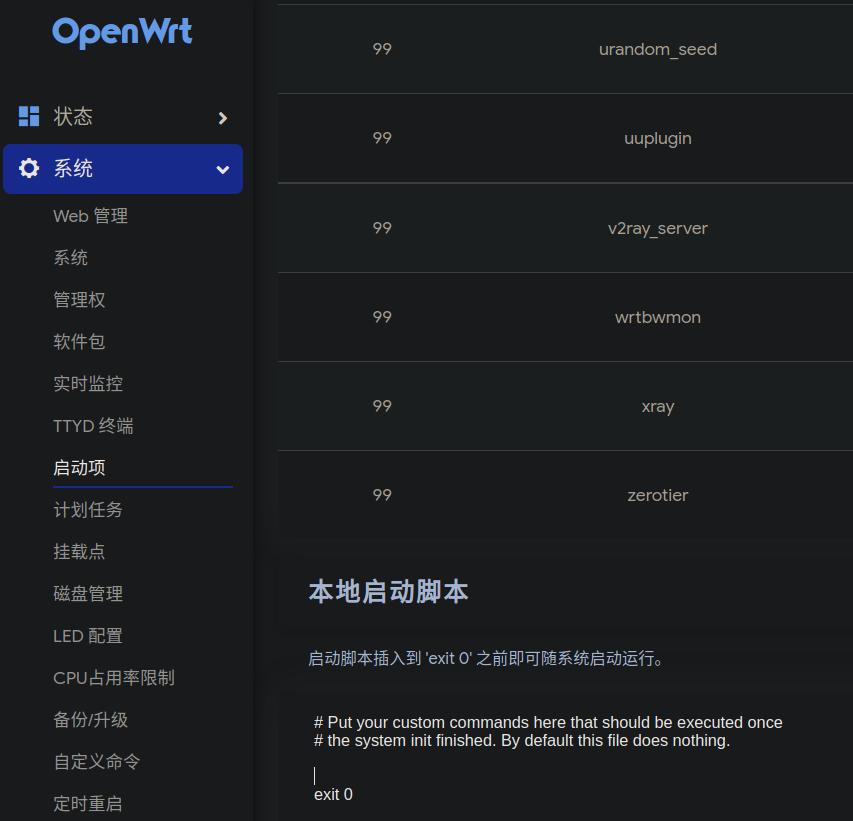 OpenWrt
状态
系统
Web 管理
系统
管理权
软件包
实时监控
TTYD 终端
启动项
计划任务
挂载点
磁盘管理
LED 配置
CPU占用率限制
备份/升级
自定义命令
定时重启
99 urandom_seed
99 uuplugin
99 v2ray_server
99 wrtbwmon
99 xray
99 zerotier
本地启动脚本
启动脚本插入到 'exit 0' 之前即可随系统启动运行。
# Put your custom commands here that should be executed once
# the system init finished. By default this file does nothing.
exit 0